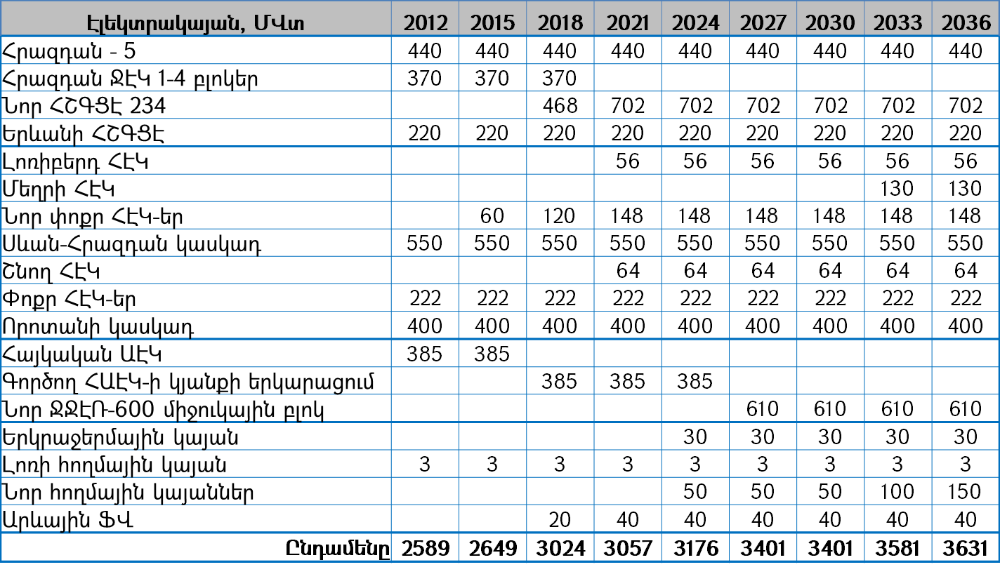 Էլեկտրակայան, ՄՎտ 2012 2015 2018 2021 2024 2027 2030 2033 2036
Հրազդան - 5 440 440 440 440 440 440 440 440 440
Հրազդան ՋԷԿ 1-4 բլոկեր 370 370 370
Նոր ՀՇԳՑԷ 234 468 702 702 702 702 702 702
Երևանի ՀՇԳՑԷ 220 220 220 220 220 220 220 220 220
Լոռիբերդ ՀԷԿ 56 56 56 56 56 56
Մեղրի ՀԷԿ 130 130
Նոր փոքր ՀԷԿ-եր 60 120 148 148 148 148 148 148
Սևան-Հրազդան կասկադ 550 550 550 550 550 550 550 550 550
Շնող ՀԷԿ 64 64 64 64 64 64
Փոքր ՀԷԿ-եր 222 222 222 222 222 222 222 222 222
Որոտանի կասկադ 400 400 400 400 400 400 400 400 400
Հայկական ԱԷԿ 385 385
Գործող ՀԱԷԿ-ի կյանքի երկարացում 385 385 385
Նոր ՋՋԷՌ-600 միջուկային բլոկ 610 610 610 610
Երկրաջերմային կայան 30 30 30 30 30
Լոռի հողմային կայան 3 3 3 3 3 3 3 3 3
Նոր հողմային կայաններ 50 50 50 100 150
Արևային ՖՎ 20 40 40 40 40 40 40
Ընդամենը 2589 2649 3024 3057 3176 3401 3401 3581 3631